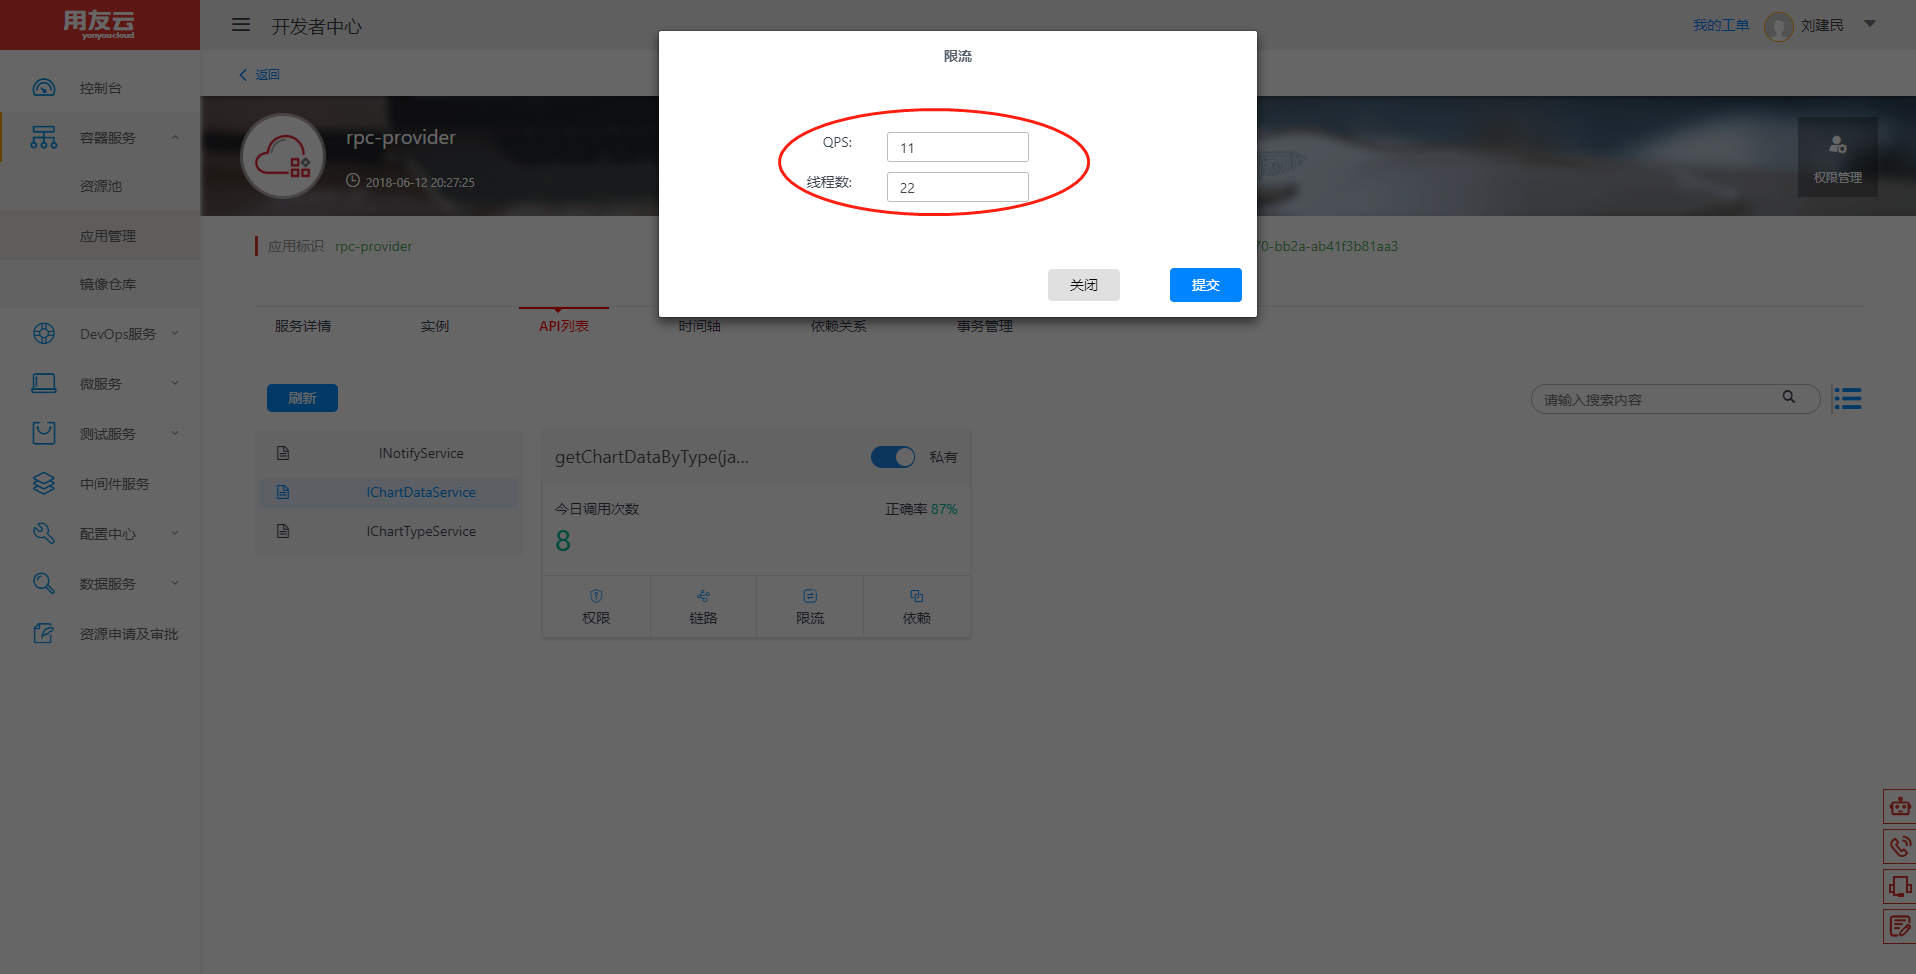 用友云
yonyoucloud
开发者中心
我的工单
刘建民
控制台
容器服务
资源池
应用管理
镜像仓库
DevOps服务
微服务
测试服务
中间件服务
配置中心
数据服务
资源申请及审批
返回
rpc-provider
2018-06-12 20:27:25
权限管理
应用标识 rpc-provider
70-bb2a-ab41f3b81aa3
限流
QPS:
11
线程数:
22
关闭
提交
服务详情
实例
API列表
时间轴
依赖关系
事务管理
刷新
请输入搜索内容
INotifyService
IChartDataService
IChartTypeService
getChartDataByType(ja...
私有
今日调用次数
正确率 87%
8
权限
链路
限流
依赖